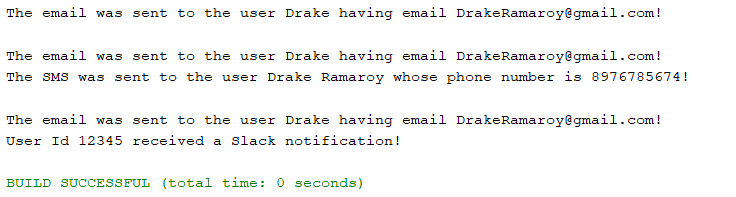 The email was sent to the user Drake having email DrakeRamaroy@gmail.com!
The email was sent to the user Drake having email DrakeRamaroy@gmail.com!
The SMS was sent to the user Drake Ramaroy whose phone number is 8976785674!
The email was sent to the user Drake having email DrakeRamaroy@gmail.com!
User Id 12345 received a Slack notification!
BUILD SUCCESSFUL (total time: 0 seconds)